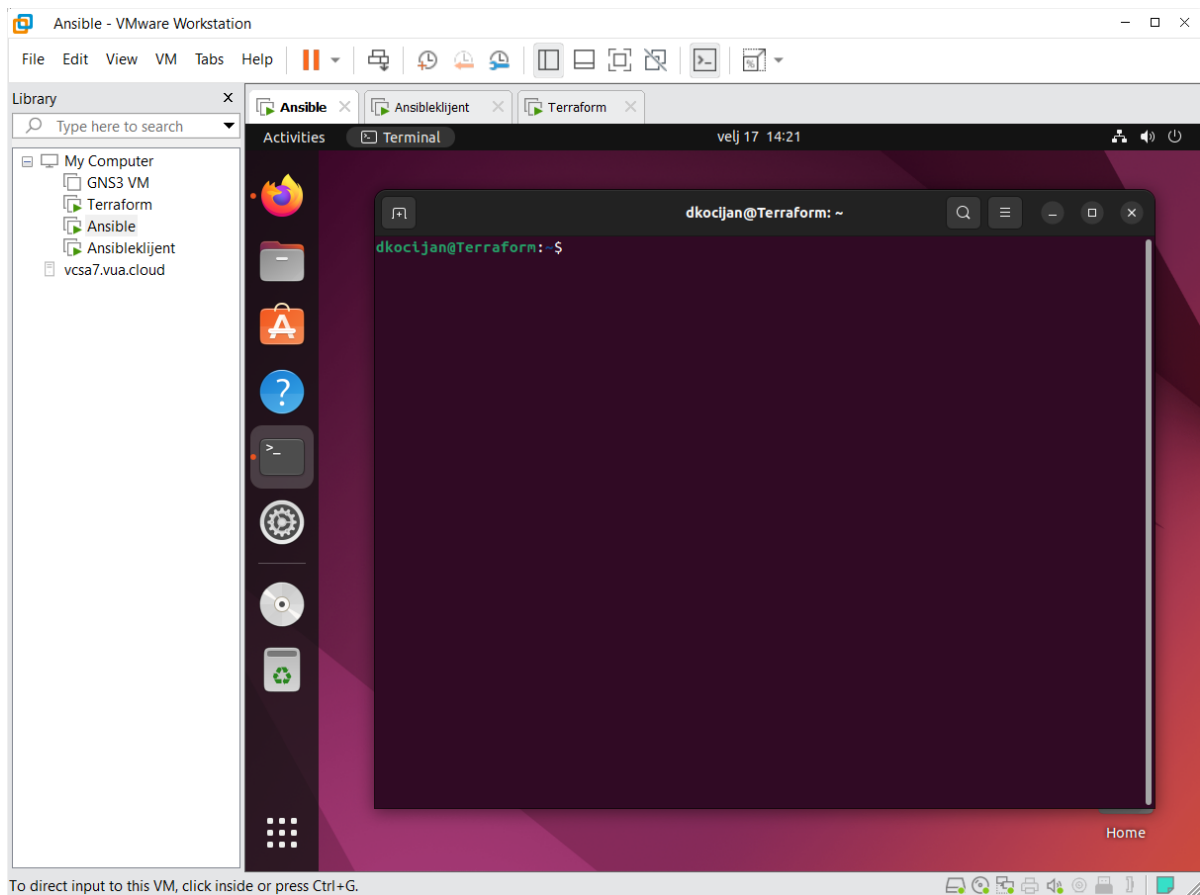 Ansible - VMware Workstation
File Edit View VM Tabs Help
Library
Type here to search
My Computer
GNS3 VM
Terraform
Ansible
Ansibleklijent
vcsa7.vua.cloud
Ansible Ansibleklijent Terraform
Activities Terminal velj 17 14:21
dkocijan@Terraform: ~
dkocijan@Terraform:~$
Home
To direct input to this VM, click inside or press Ctrl+G.